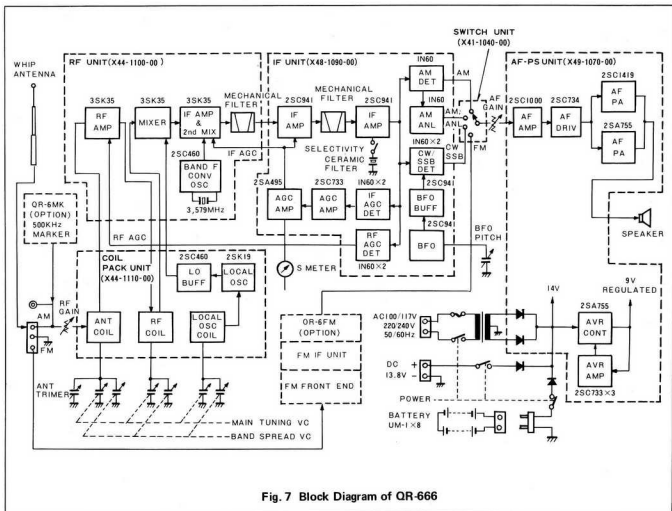 SWITCH UNIT
(X41-1040-00)
RF UNIT(X44-1100-00)
IF UNIT(X48-1090-00)
AF-PS UNIT(X49-1070-00)
WHIP
ANTENNA
3SK35
RF
AMP
3SK35
MIXER
3SK35
IF AMP
&
2nd MIX
MECHANICAL
FILTER
2SC941
IF
AMP
MECHANICAL
FILTER
2SC941
IF
AMP
IN60
AM
DET
AM
IN60
AM
ANL
AM/
ANL
FM
AF GAIN
2SC1000
AF
AMP
2SC734
AF
DRIV
2SC1419
AF
PA
2SA755
AF
PA
SPEAKER
2SC460
BAND F
CONV
OSC
3,579MHz
IF AGC
SELECTIVITY
CERAMIC
FILTER
IN60×2
CW/
SSB
DET
CW
SSB
2SC941
BFO
BUFF
BFO
BFO
PITCH
2SA495
AGC
AMP
2SC733
AGC
AMP
IN60×2
IF
AGC
DET
RF
AGC
DET
IN60×2
S METER
RF AGC
QR-6MK
(OPTION)
500KHz
MARKER
COIL
PACK UNIT
(X44-1110-00)
2SC460
LO
BUFF
2SK19
LOCAL
OSC
AM
FM
RF
GAIN
ANT
COIL
RF
COIL
LOCAL
OSC
COIL
ANT
TRIMER
MAIN TUNING VC
BAND SPREAD VC
QR-6FM
(OPTION)
FM IF UNIT
FM FRONT END
AC100/117V
220/240V
50/60Hz
DC +
13.8V -
POWER
BATTERY
UM-1×8
14V
9V
REGULATED
2SA755
AVR
CONT
AVR
AMP
2SC733×3
Fig. 7 Block Diagram of QR-666